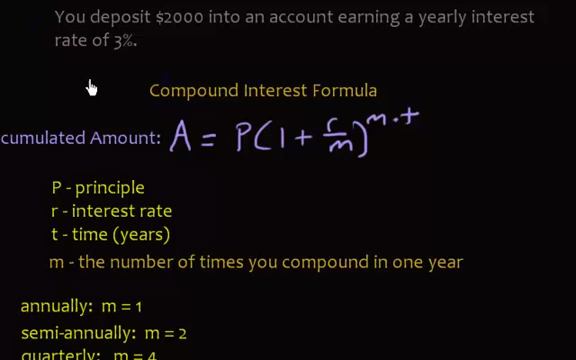 You deposit $2000 into an account earning a yearly interest
rate of 3%.
Compound Interest Formula
cumulated Amount: A = P(1 + r/m)^m·t
P - principle
r - interest rate
t - time (years)
m - the number of times you compound in one year
annually: m = 1
semi-annually: m = 2
quarterly: m = 4